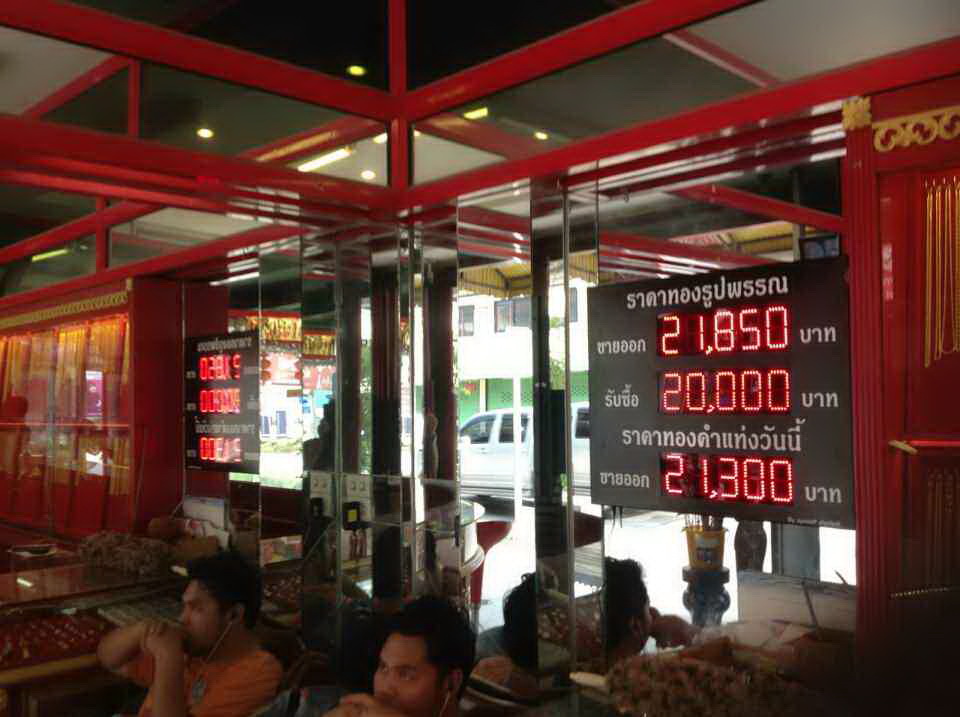 ราคาทองรูปพรรณ
ขายออก 21,850 บาท
รับซื้อ 20,000 บาท
ราคาทองคำแท่งวันนี้
ขายออก 21,300 บาท